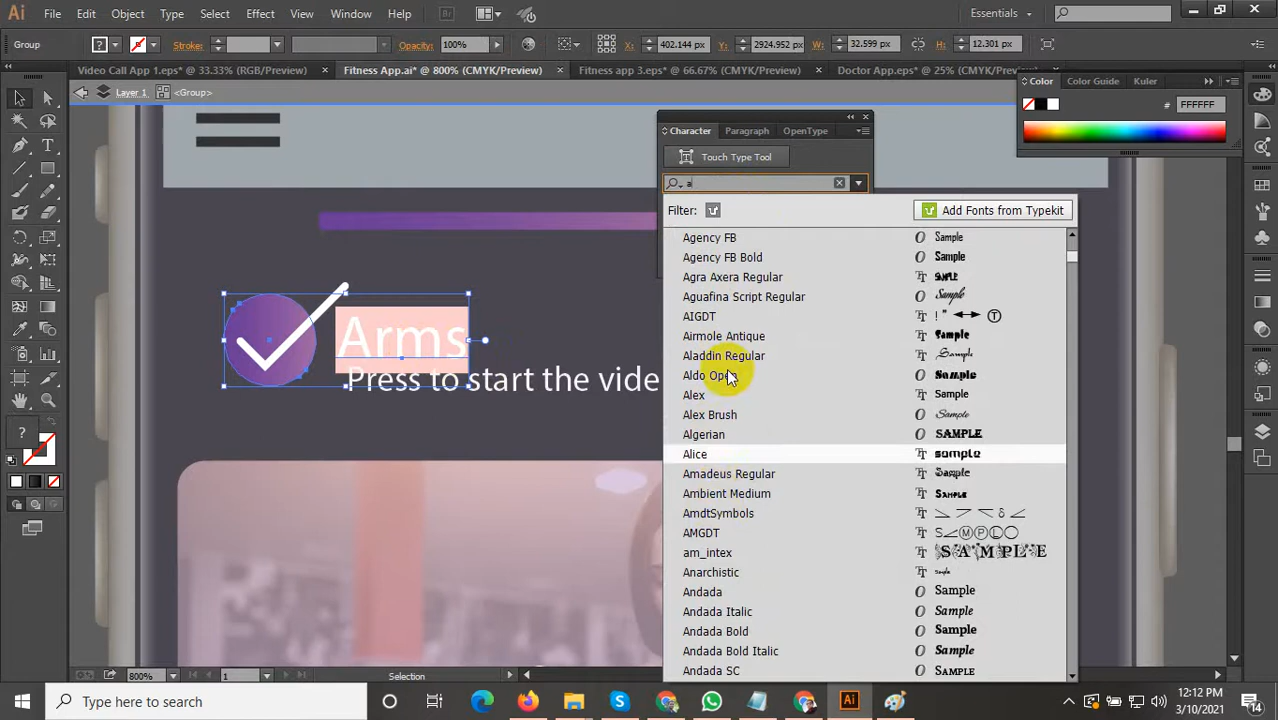 Ai File Edit Object Type Select Effect View Window Help Br Essentials
Group Stroke: Opacity: 100% X: 402.144 px Y: 2924.952 px W: 32.599 px H: 12.301 px
Video Call App 1.eps* @ 33.33% (RGB/Preview) × Fitness App.ai* @ 800% (CMYK/Preview) × Fitness app 3.eps* @ 66.67% (CMYK/Preview) × Doctor App.eps* @ 25% (CMYK/Preview)
Color Color Guide Kuler
Layer 1 <Group>
# FFFFFF
Character Paragraph OpenType
Touch Type Tool
a
Filter: Add Fonts from Typekit
Agency FB O Sample
Agency FB Bold O Sample
Agra Axera Regular SAMPLE
Aguafina Script Regular O Sample
AIGDT ! " T
Airmole Antique O Sample
Aladdin Regular Sample
Aldo Open O Sample
Alex Sample
Alex Brush O Sample
Algerian O SAMPLE
Alice sample
Amadeus Regular Sample
Ambient Medium O Sample
AmdtSymbols
AMGDT
am_intex SAMPLE
Anarchistic Sample
Andada O Sample
Andada Italic O Sample
Andada Bold O Sample
Andada Bold Italic O Sample
Andada SC O SAMPLE
Arms
Press to start the vide
?
800% 1 Selection
Type here to search
12:12 PM
3/10/2021
14